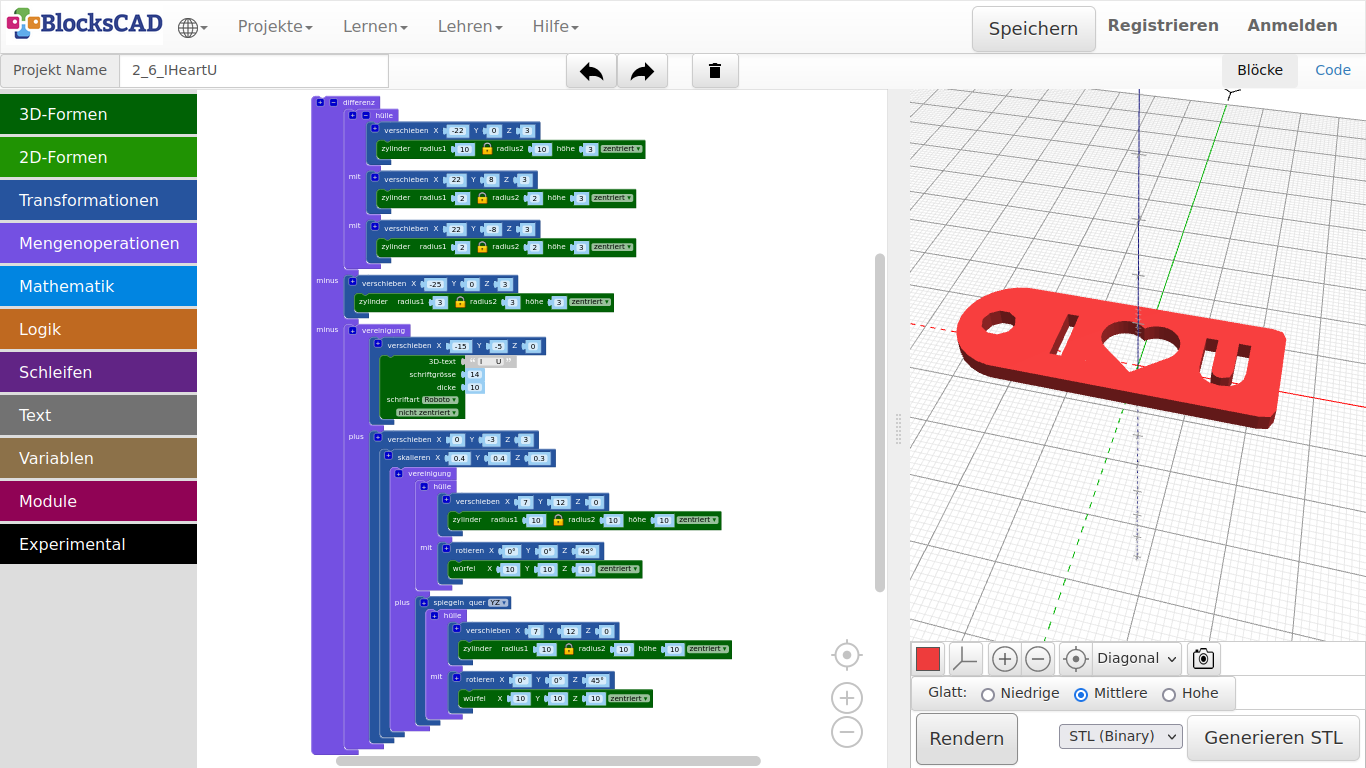 BlocksCAD Projekte Lernen Lehren Hilfe Speichern Registrieren Anmelden
Projekt Name 2_6_IHeartU Blöcke Code
3D-Formen
2D-Formen
Transformationen
Mengenoperationen
Mathematik
Logik
Schleifen
Text
Variablen
Module
Experimental
differenz
hülle
verschieben X -22 Y 0 Z 3
zylinder radius1 10 radius2 10 höhe 3 zentriert
mit verschieben X 22 Y 8 Z 3
zylinder radius1 2 radius2 2 höhe 3 zentriert
mit verschieben X 22 Y -8 Z 3
zylinder radius1 2 radius2 2 höhe 3 zentriert
minus verschieben X -25 Y 0 Z 3
zylinder radius1 3 radius2 3 höhe 3 zentriert
minus vereinigung
verschieben X -15 Y -5 Z 0
3D-text “ I U ”
schriftgrösse 14
dicke 10
schriftart Roboto
nicht zentriert
plus verschieben X 0 Y -3 Z 3
skalieren X 0.4 Y 0.4 Z 0.3
vereinigung
hülle
verschieben X 7 Y 12 Z 0
zylinder radius1 10 radius2 10 höhe 10 zentriert
mit rotieren X 0° Y 0° Z 45°
würfel X 10 Y 10 Z 10 zentriert
plus spiegeln quer YZ
hülle
verschieben X 7 Y 12 Z 0
zylinder radius1 10 radius2 10 höhe 10 zentriert
mit rotieren X 0° Y 0° Z 45°
würfel X 10 Y 10 Z 10 zentriert
I U
Diagonal
Glatt: Niedrige Mittlere Hohe
Rendern STL (Binary) Generieren STL